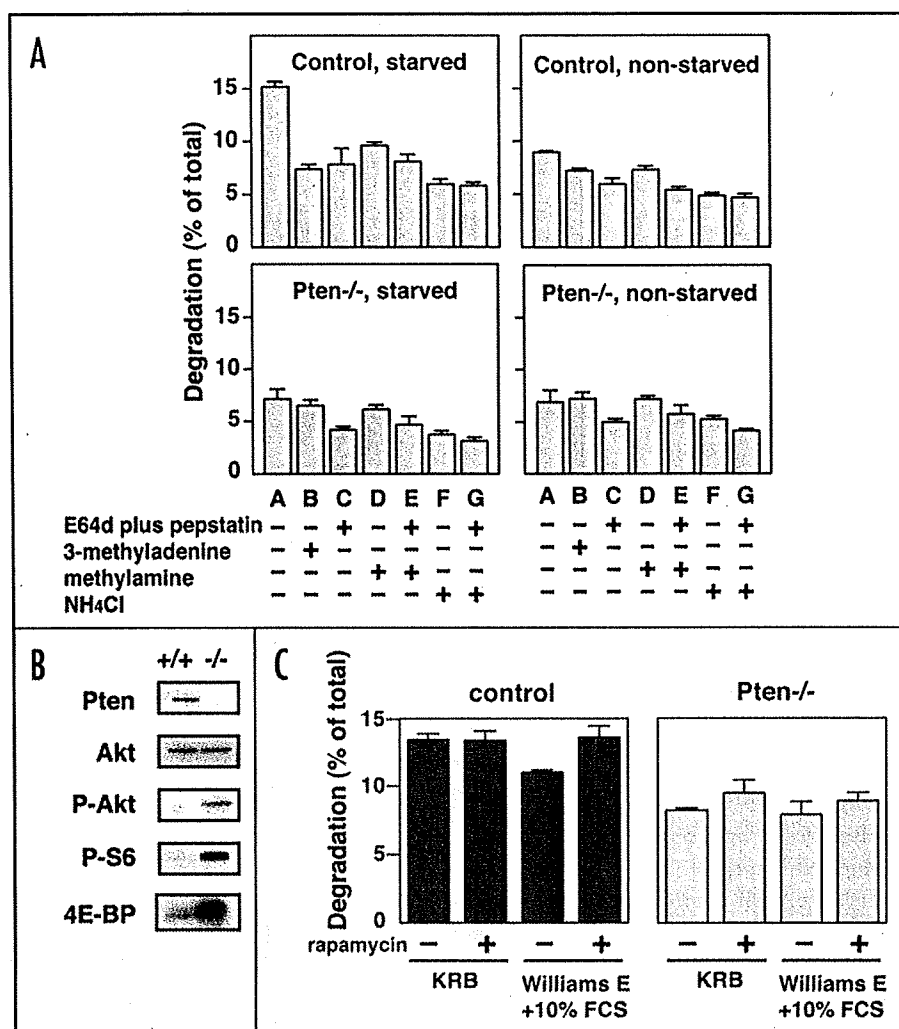 A
Control, starved
Control, non-starved
Degradation (% of total)
15
10
5
0
Pten-/-, starved
Pten-/-, non-starved
15
10
5
0
A B C D E F G A B C D E F G
E64d plus pepstatin − − + − + − + − − + − + − +
3-methyladenine − + − − − − − − + − − − − −
methylamine − − − + + − − − − − + + − −
NH4Cl − − − − − + + − − − − − + +
B
+/+ -/-
Pten
Akt
P-Akt
P-S6
4E-BP
C
Degradation (% of total)
control
Pten-/-
15
10
5
0
rapamycin − + − + − + − +
KRB
Williams E
+10% FCS
KRB
Williams E
+10% FCS